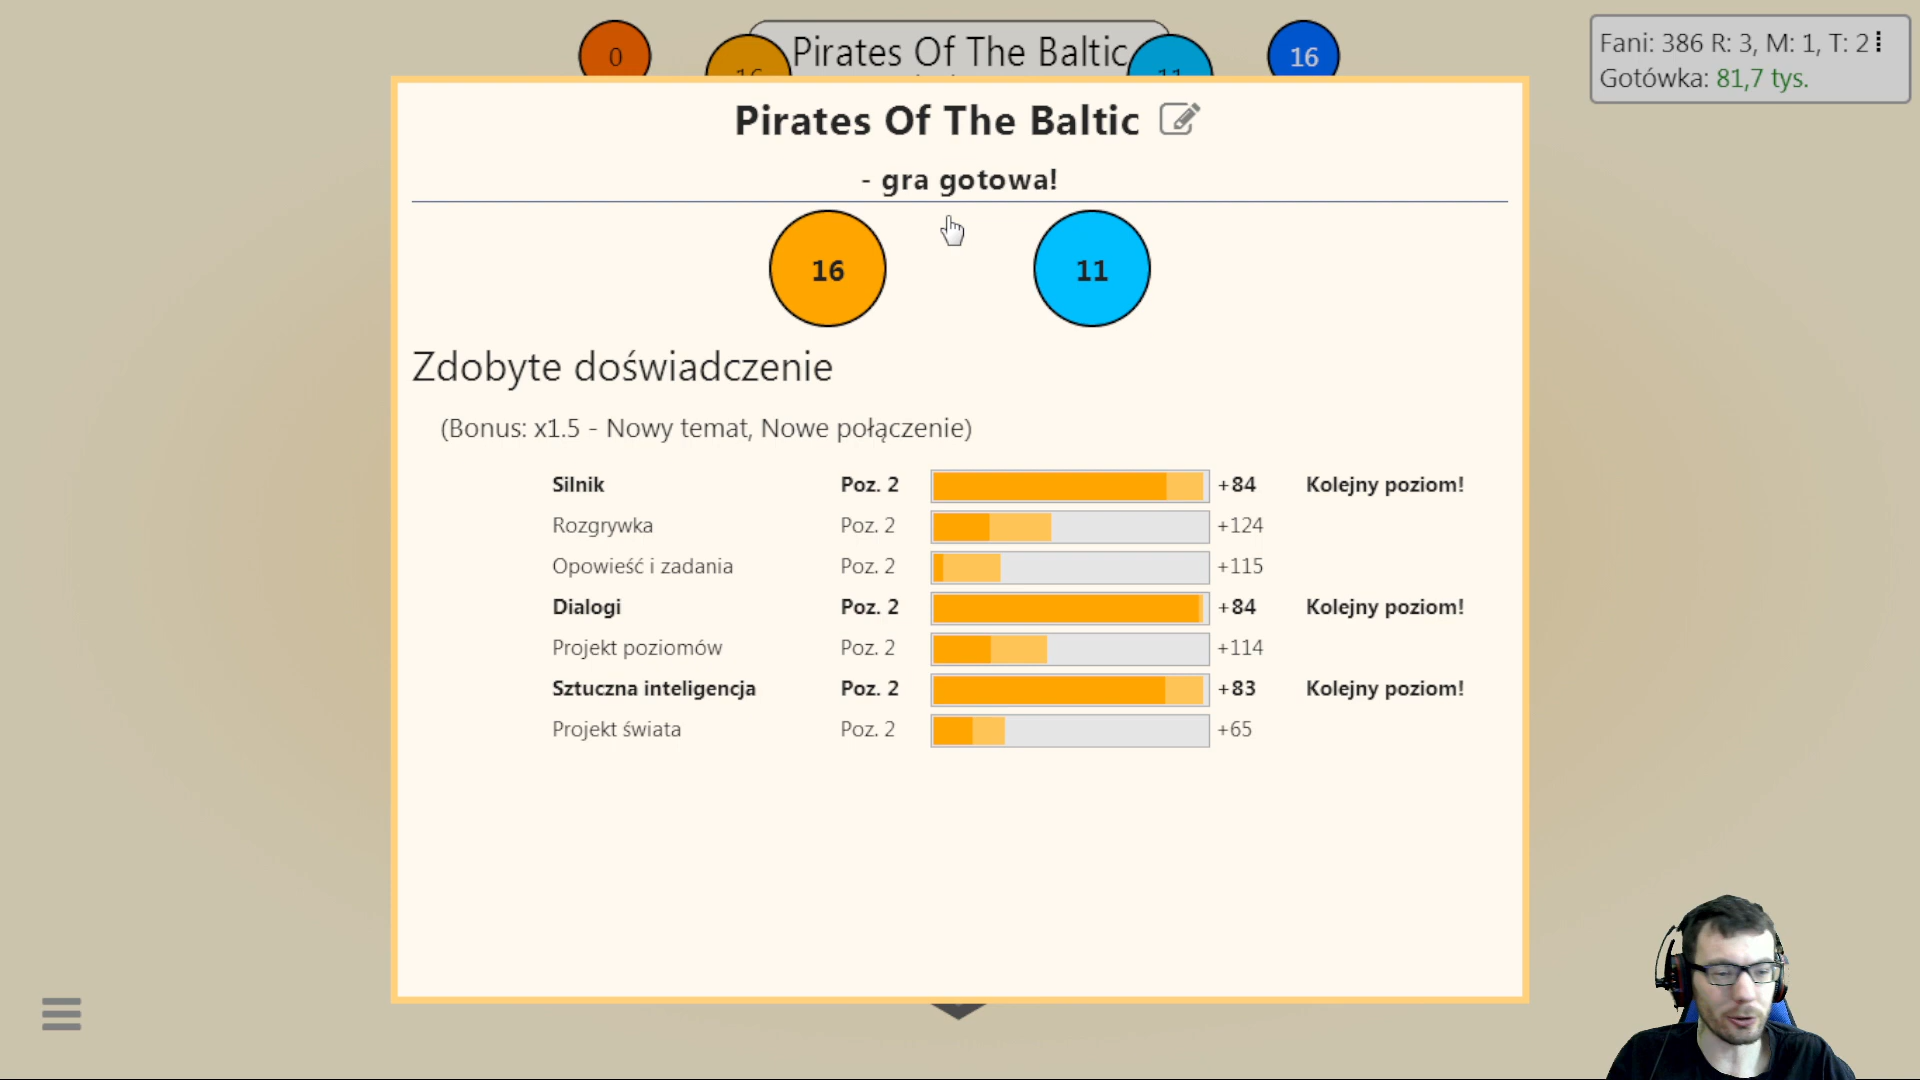 0
16
Pirates Of The Baltic
11
16
Fani: 386 R: 3, M: 1, T: 2
Gotówka: 81,7 tys.
Pirates Of The Baltic
- gra gotowa!
16
11
Zdobyte doświadczenie
(Bonus: x1.5 - Nowy temat, Nowe połączenie)
Silnik Poz. 2 +84 Kolejny poziom!
Rozgrywka Poz. 2 +124
Opowieść i zadania Poz. 2 +115
Dialogi Poz. 2 +84 Kolejny poziom!
Projekt poziomów Poz. 2 +114
Sztuczna inteligencja Poz. 2 +83 Kolejny poziom!
Projekt świata Poz. 2 +65